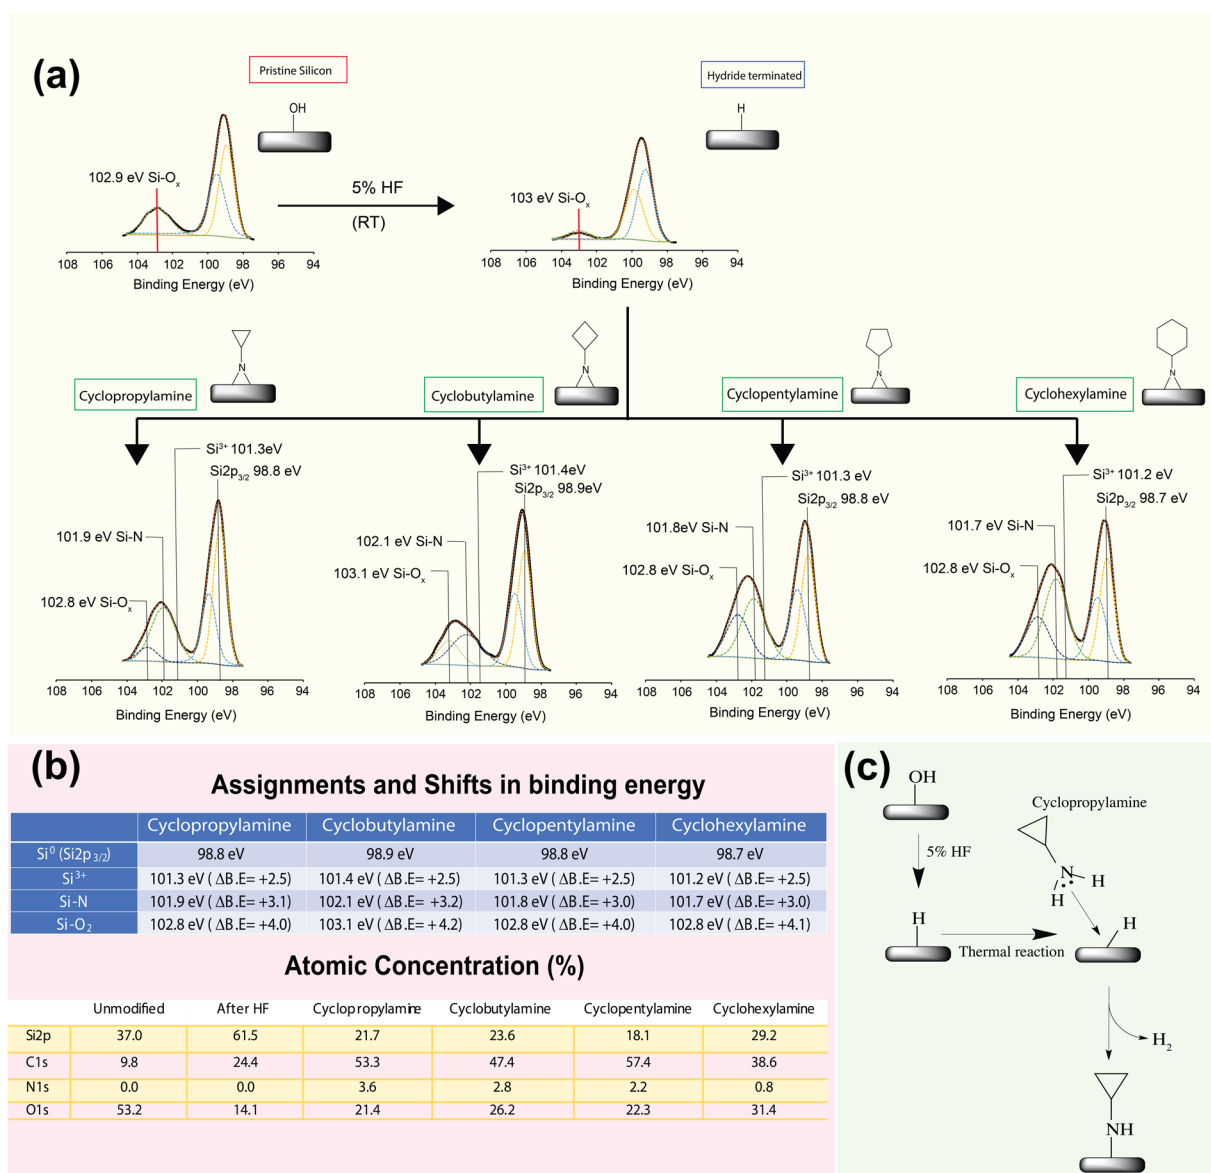 (a)
Pristine Silicon
OH
102.9 eV Si-Oₓ
5% HF
(RT)
108 106 104 102 100 98 96 94
Binding Energy (eV)
Hydride terminated
H
103 eV Si-Oₓ
108 106 104 102 100 98 96 94
Binding Energy (eV)
Cyclopropylamine
N
Cyclobutylamine
N
Cyclopentylamine
N
Cyclohexylamine
N
Si³⁺ 101.3eV
Si2p₃/₂ 98.8 eV
101.9 eV Si-N
102.8 eV Si-Oₓ
108 106 104 102 100 98 96 94
Binding Energy (eV)
Si³⁺ 101.4eV
Si2p₃/₂ 98.9eV
102.1 eV Si-N
103.1 eV Si-Oₓ
108 106 104 102 100 98 96 94
Binding Energy (eV)
Si³⁺ 101.3 eV
Si2p₃/₂ 98.8 eV
101.8eV Si-N
102.8 eV Si-Oₓ
108 106 104 102 100 98 96 94
Binding Energy (eV)
Si³⁺ 101.2 eV
Si2p₃/₂ 98.7 eV
101.7 eV Si-N
102.8 eV Si-Oₓ
108 106 104 102 100 98 96 94
Binding Energy (eV)
(b)
Assignments and Shifts in binding energy
Cyclopropylamine Cyclobutylamine Cyclopentylamine Cyclohexylamine
Si⁰ (Si2p₃/₂) 98.8 eV 98.9 eV 98.8 eV 98.7 eV
Si³⁺ 101.3 eV ( ΔB.E= +2.5) 101.4 eV ( ΔB.E= +2.5) 101.3 eV ( ΔB.E= +2.5) 101.2 eV ( ΔB.E= +2.5)
Si-N 101.9 eV ( ΔB.E= +3.1) 102.1 eV ( ΔB.E= +3.2) 101.8 eV ( ΔB.E= +3.0) 101.7 eV ( ΔB.E= +3.0)
Si-O₂ 102.8 eV ( ΔB.E= +4.0) 103.1 eV ( ΔB.E= + 4.2) 102.8 eV ( ΔB.E= +4.0) 102.8 eV ( ΔB.E= +4.1)
Atomic Concentration (%)
Unmodified After HF Cyclopropylamine Cyclobutylamine Cyclopentylamine Cyclohexylamine
Si2p 37.0 61.5 21.7 23.6 18.1 29.2
C1s 9.8 24.4 53.3 47.4 57.4 38.6
N1s 0.0 0.0 3.6 2.8 2.2 0.8
O1s 53.2 14.1 21.4 26.2 22.3 31.4
(c)
OH
Cyclopropylamine
5% HF
N
H
H
H
H
Thermal reaction
H₂
NH